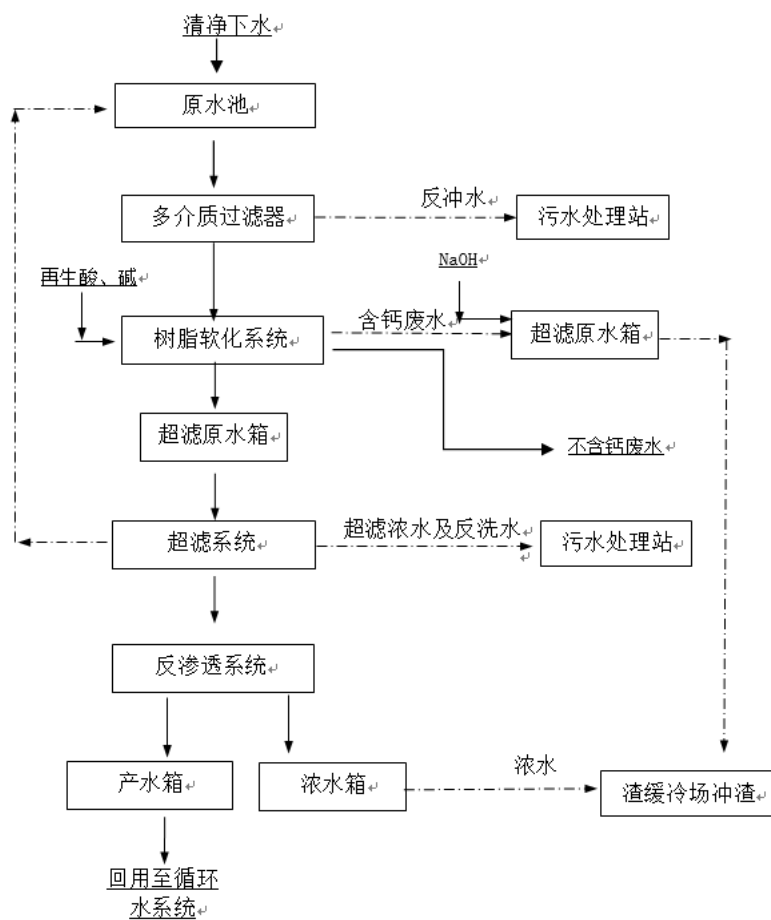 清净下水
原水池
多介质过滤器
反冲水
污水处理站
再生酸、碱
NaOH
树脂软化系统
含钙废水
超滤原水箱
超滤原水箱
不含钙废水
超滤系统
超滤浓水及反洗水
污水处理站
反渗透系统
产水箱
浓水箱
浓水
渣缓冷场冲渣
回用至循环
水系统